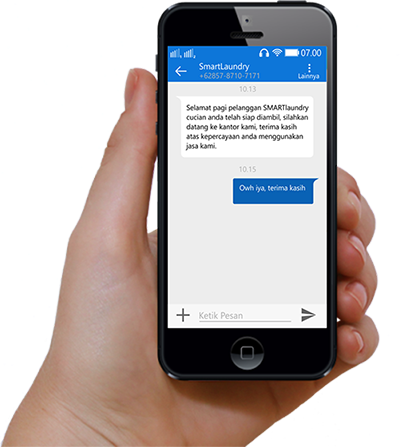 07.00
SmartLaundry
+62857-8710-7171
Lainnya
10.13
Selamat pagi pelanggan SMARTlaundry
cucian anda telah siap diambil, silahkan
datang ke kantor kami, terima kasih
atas kepercayaan anda menggunakan
jasa kami.
10.15
Owh iya, terima kasih
Ketik Pesan